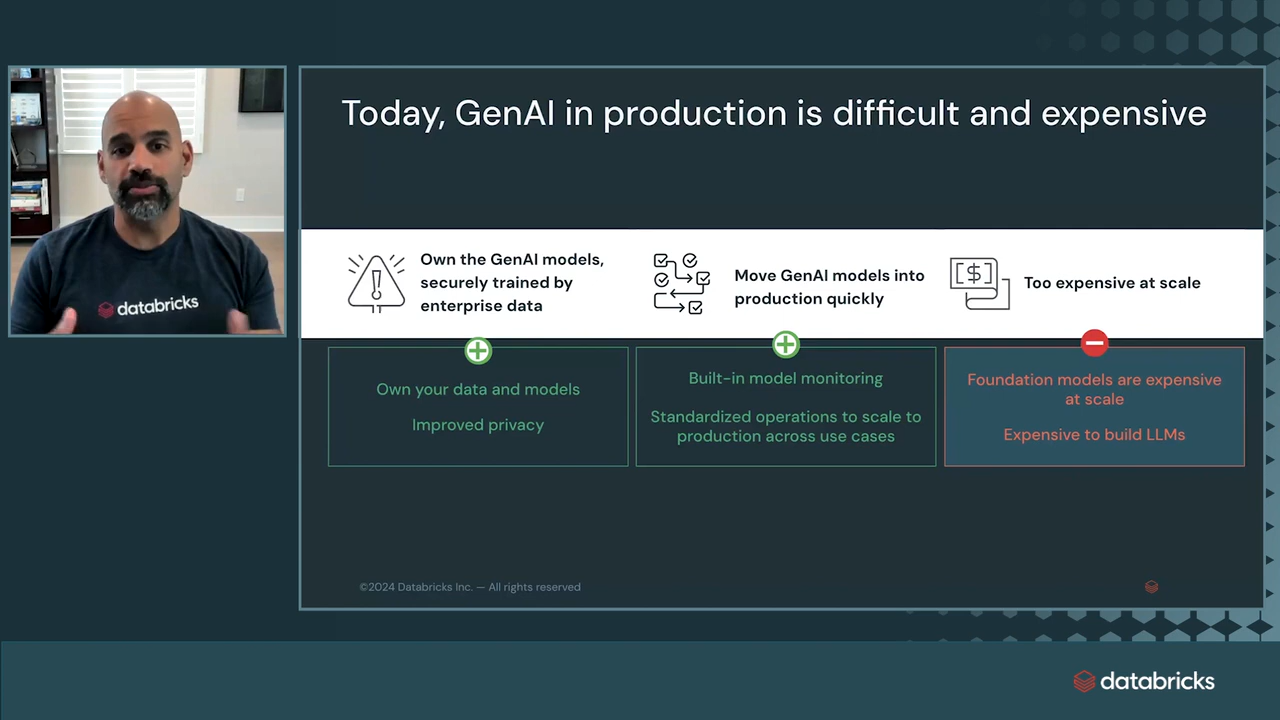 Today, GenAI in production is difficult and expensive
Own the GenAI models,
securely trained by
enterprise data
Move GenAI models into
production quickly
Too expensive at scale
Own your data and models
Improved privacy
Built-in model monitoring
Standardized operations to scale to
production across use cases
Foundation models are expensive
at scale
Expensive to build LLMs
©2024 Databricks Inc. — All rights reserved
databricks
databricks